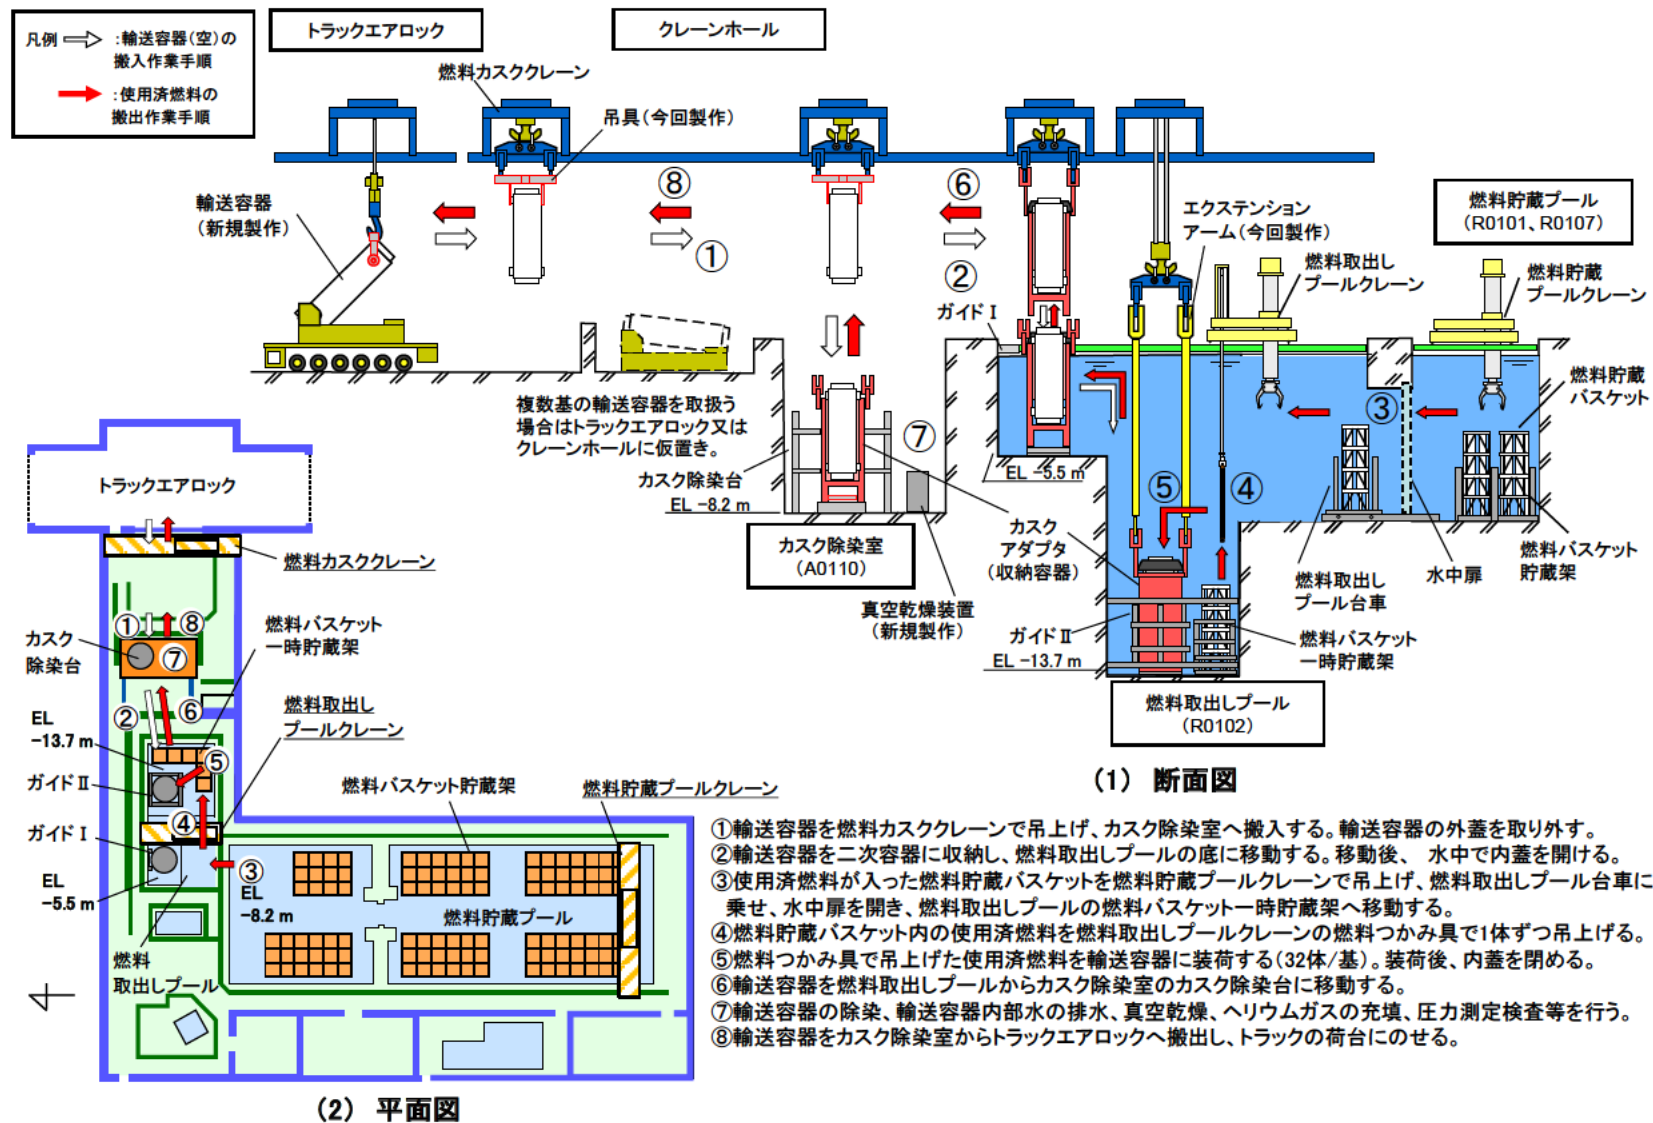 凡例 ⇨ :輸送容器(空)の
搬入作業手順
:使用済燃料の
搬出作業手順
トラックエアロック
クレーンホール
燃料カスククレーン
吊具(今回製作)
輸送容器
(新規製作)
⑧
①
⑥
②
エクステンション
アーム(今回製作)
燃料貯蔵プール
(R0101、R0107)
燃料取出し
プールクレーン
燃料貯蔵
プールクレーン
ガイドⅠ
燃料貯蔵
バスケット
③
複数基の輸送容器を取扱う
場合はトラックエアロック又は
クレーンホールに仮置き。
⑦
カスク除染台
EL -8.2 m
EL -5.5 m
⑤
④
カスク除染室
(A0110)
カスク
アダプタ
(収納容器)
真空乾燥装置
(新規製作)
燃料取出し
プール台車
水中扉
燃料バスケット
貯蔵架
ガイドⅡ
EL -13.7 m
燃料バスケット
一時貯蔵架
燃料取出しプール
(R0102)
(1) 断面図
トラックエアロック
燃料カスククレーン
①
⑧
カスク
除染台
⑦
燃料バスケット
一時貯蔵架
②
⑥
燃料取出し
プールクレーン
EL
-13.7 m
⑤
ガイドⅡ
④
ガイドⅠ
③
EL
-5.5 m
EL
-8.2 m
燃料バスケット貯蔵架
燃料貯蔵プールクレーン
燃料貯蔵プール
燃料
取出しプール
(2) 平面図
①輸送容器を燃料カスククレーンで吊上げ、カスク除染室へ搬入する。輸送容器の外蓋を取り外す。
②輸送容器を二次容器に収納し、燃料取出しプールの底に移動する。移動後、 水中で内蓋を開ける。
③使用済燃料が入った燃料貯蔵バスケットを燃料貯蔵プールクレーンで吊上げ、燃料取出しプール台車に
乗せ、水中扉を開き、燃料取出しプールの燃料バスケット一時貯蔵架へ移動する。
④燃料貯蔵バスケット内の使用済燃料を燃料取出しプールクレーンの燃料つかみ具で1体ずつ吊上げる。
⑤燃料つかみ具で吊上げた使用済燃料を輸送容器に装荷する(32体/基)。装荷後、内蓋を閉める。
⑥輸送容器を燃料取出しプールからカスク除染室のカスク除染台に移動する。
⑦輸送容器の除染、輸送容器内部水の排水、真空乾燥、ヘリウムガスの充填、圧力測定検査等を行う。
⑧輸送容器をカスク除染室からトラックエアロックへ搬出し、トラックの荷台にのせる。